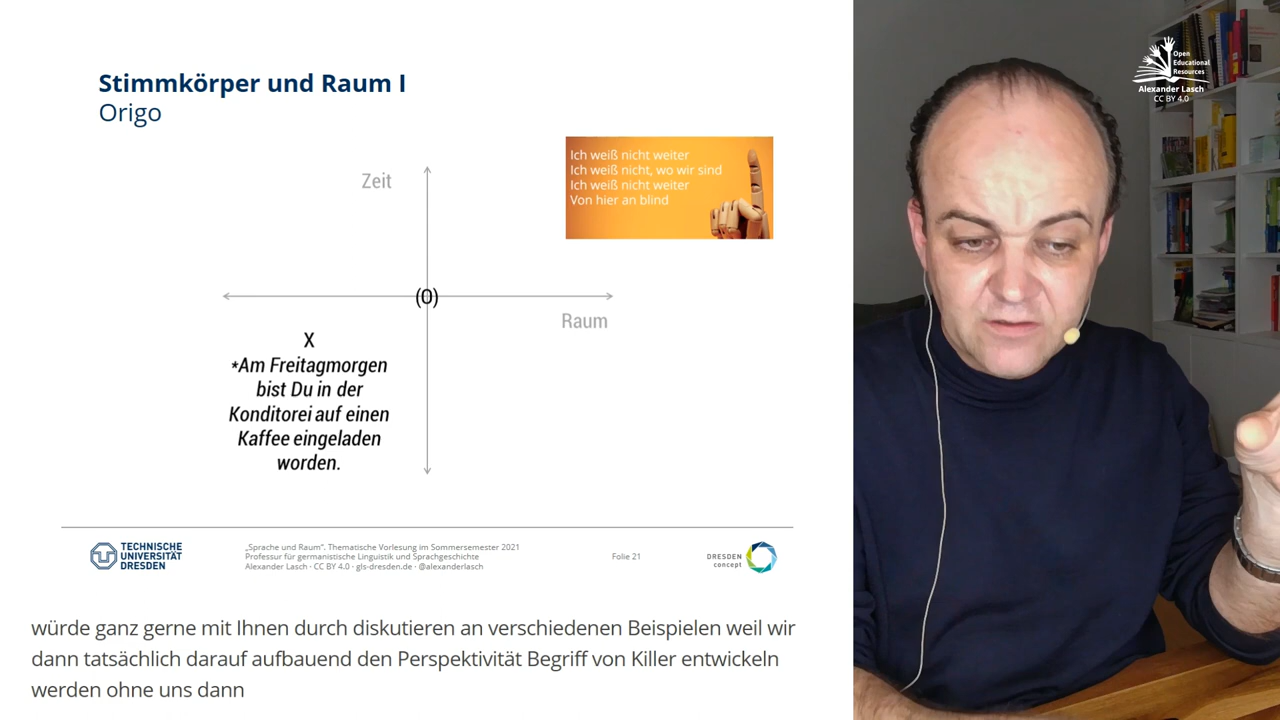 Stimmkörper und Raum I
Origo
Zeit
Ich weiß nicht weiter
Ich weiß nicht, wo wir sind
Ich weiß nicht weiter
Von hier an blind
(O)
Raum
X
*Am Freitagmorgen
bist Du in der
Konditorei auf einen
Kaffee eingeladen
worden.
TECHNISCHE
UNIVERSITÄT
DRESDEN
„Sprache und Raum“. Thematische Vorlesung im Sommersemester 2021
Professur für germanistische Linguistik und Sprachgeschichte
Alexander Lasch · CC BY 4.0 · gls-dresden.de · @alexanderlasch
Folie 21
DRESDEN
concept
würde ganz gerne mit Ihnen durch diskutieren an verschiedenen Beispielen weil wir
dann tatsächlich darauf aufbauend den Perspektivität Begriff von Killer entwickeln
werden ohne uns dann
Open
Educational
Resources
Alexander Lasch
CC BY 4.0